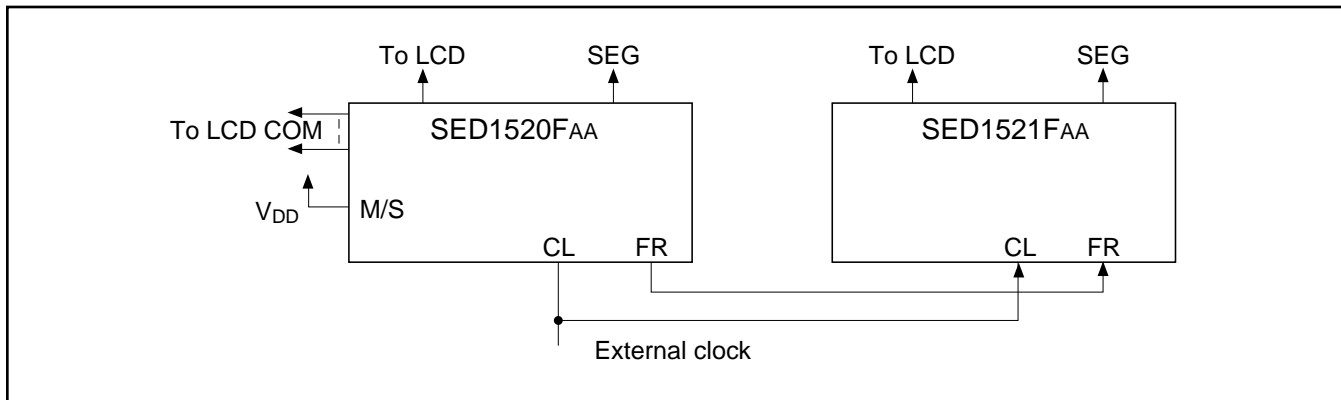 To LCD
SEG
To LCD
SEG
To LCD COM
SED1520FAA
SED1521FAA
VDD
M/S
CL
FR
CL
FR
External clock